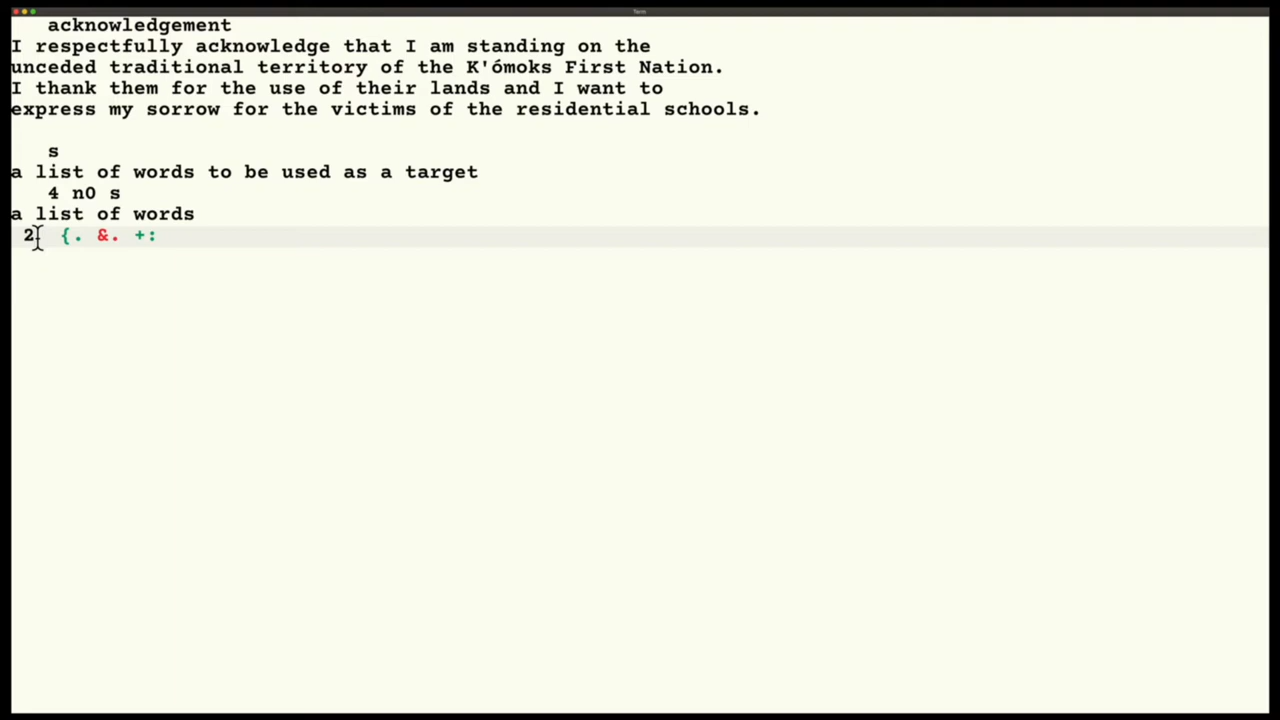 Term
acknowledgement
I respectfully acknowledge that I am standing on the
unceded traditional territory of the K'ómoks First Nation.
I thank them for the use of their lands and I want to
express my sorrow for the victims of the residential schools.
s
a list of words to be used as a target
4 n0 s
a list of words
2 {. &. +: